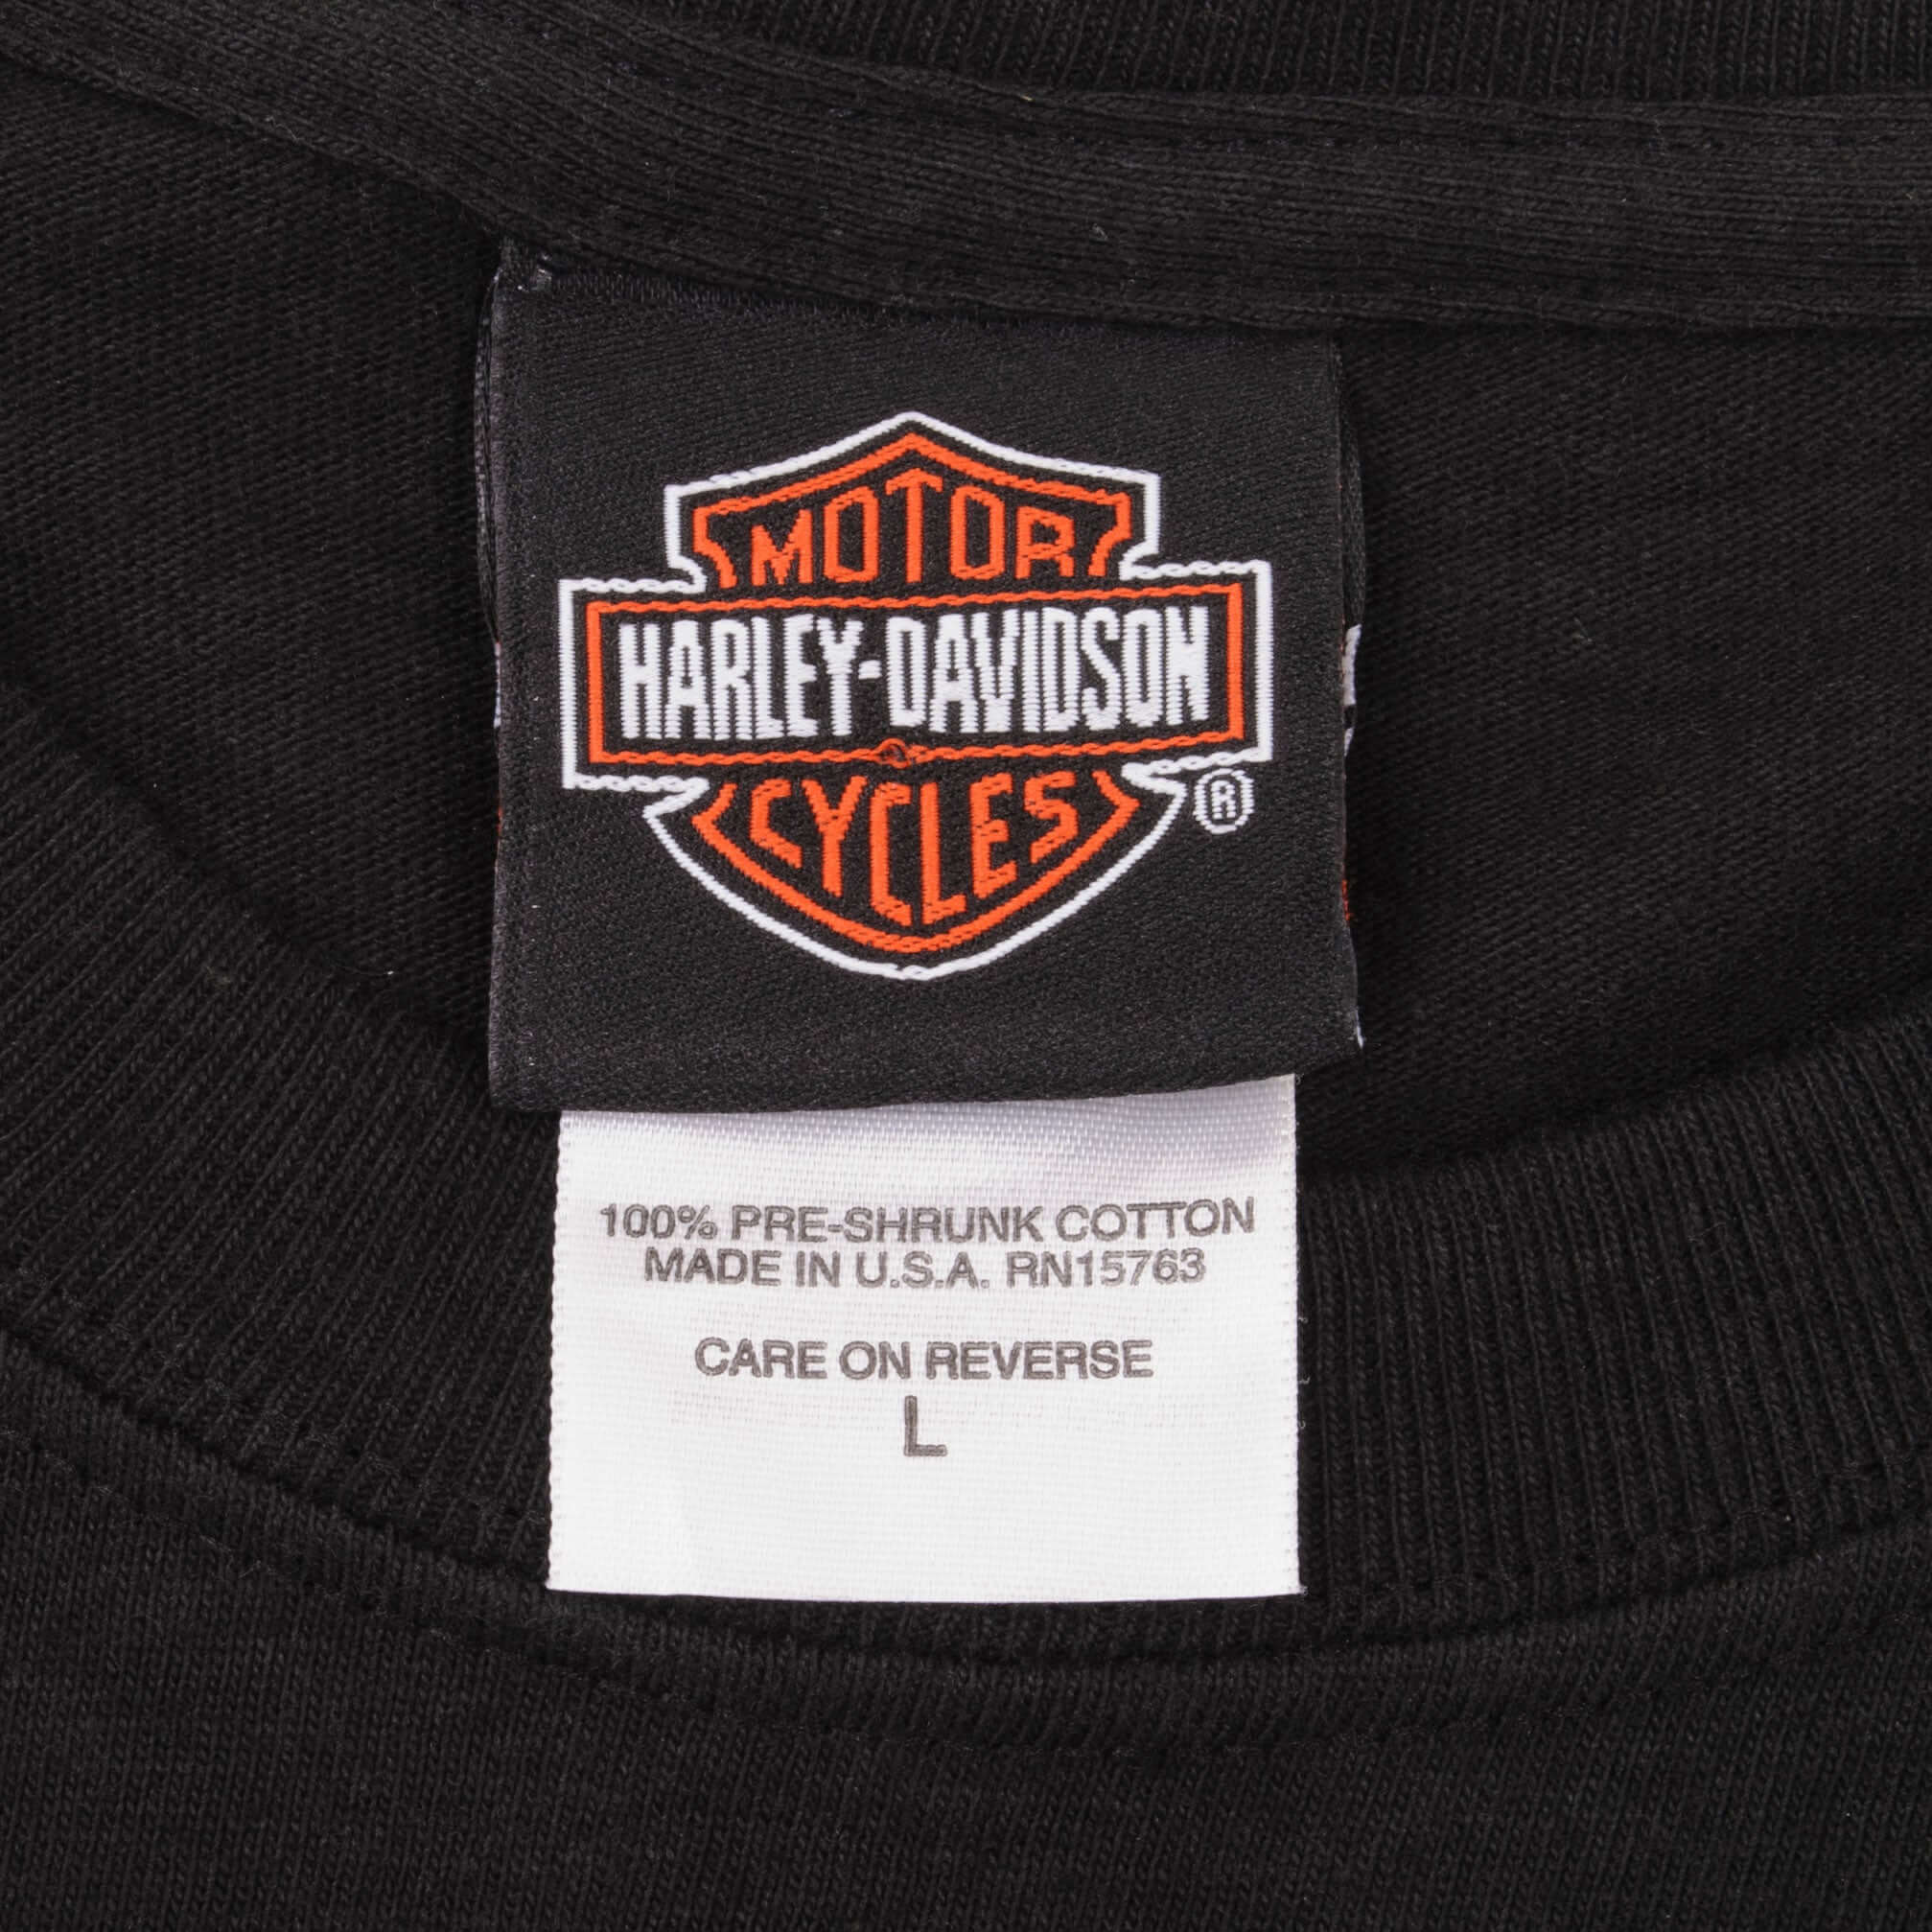 MOTOR
HARLEY-DAVIDSON
CYCLES
®
100% PRE-SHRUNK COTTON
MADE IN U.S.A. RN15763
CARE ON REVERSE
L